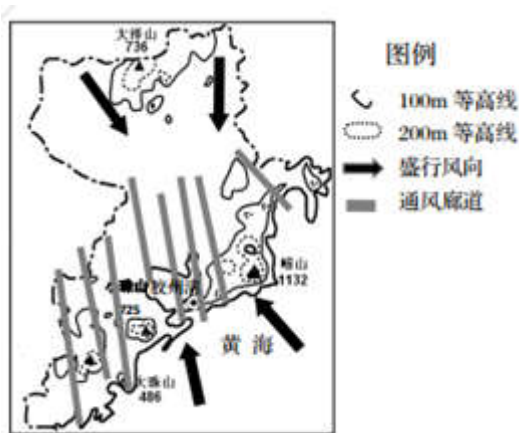 大泽山
736
图例
100m 等高线
200m 等高线
盛行风向
通风廊道
崂山
1132
胶州湾
725
黄海
大珠山
486